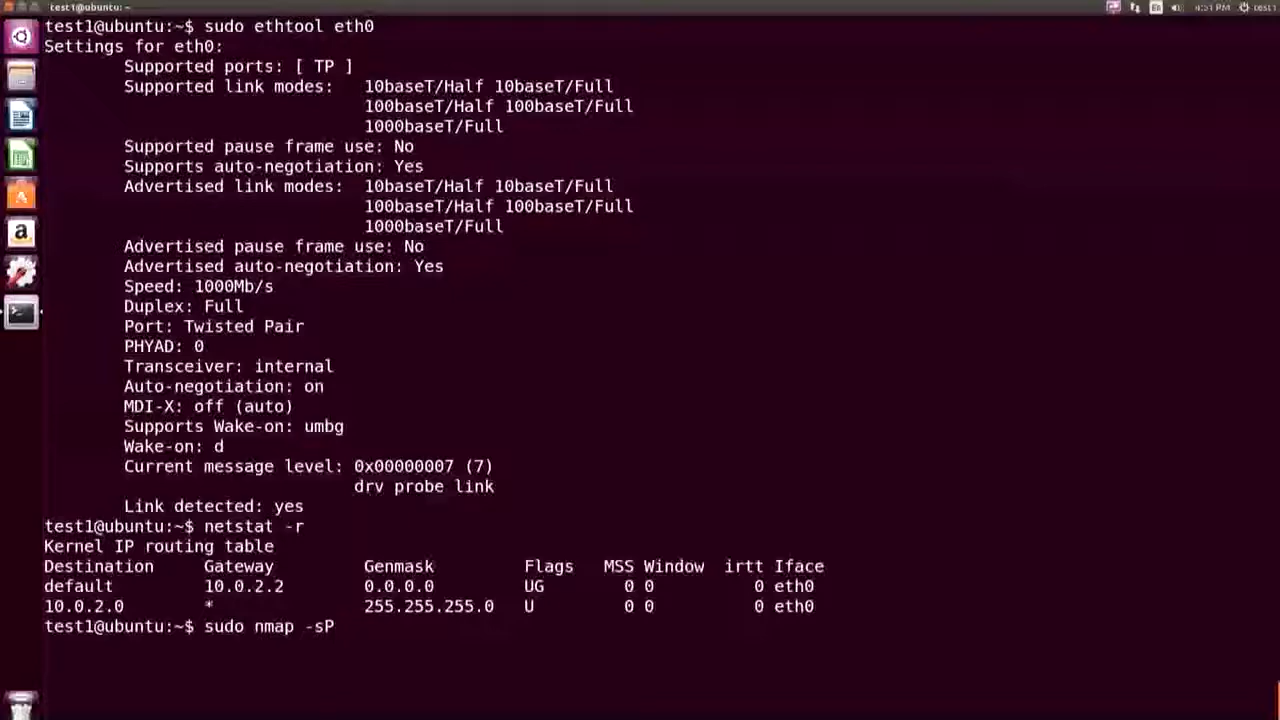 test1@ubuntu: ~
4:51 PM
test1
test1@ubuntu:~$ sudo ethtool eth0
Settings for eth0:
Supported ports: [ TP ]
Supported link modes:   10baseT/Half 10baseT/Full
100baseT/Half 100baseT/Full
1000baseT/Full
Supported pause frame use: No
Supports auto-negotiation: Yes
Advertised link modes:  10baseT/Half 10baseT/Full
100baseT/Half 100baseT/Full
1000baseT/Full
Advertised pause frame use: No
Advertised auto-negotiation: Yes
Speed: 1000Mb/s
Duplex: Full
Port: Twisted Pair
PHYAD: 0
Transceiver: internal
Auto-negotiation: on
MDI-X: off (auto)
Supports Wake-on: umbg
Wake-on: d
Current message level: 0x00000007 (7)
drv probe link
Link detected: yes
test1@ubuntu:~$ netstat -r
Kernel IP routing table
Destination     Gateway         Genmask         Flags   MSS Window  irtt Iface
default         10.0.2.2        0.0.0.0         UG        0 0          0 eth0
10.0.2.0        *               255.255.255.0   U         0 0          0 eth0
test1@ubuntu:~$ sudo nmap -sP